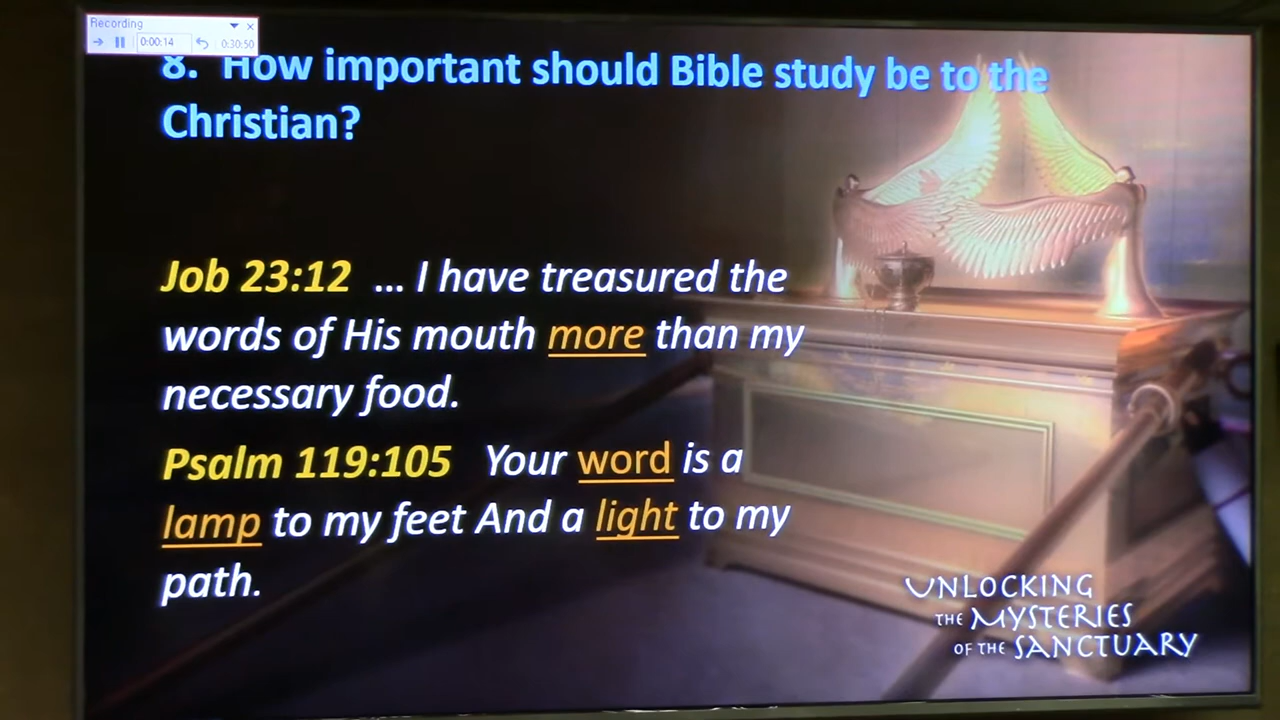 Recording
0:00:14
0:30:50
8. How important should Bible study be to the
Christian?
Job 23:12 ... I have treasured the
words of His mouth more than my
necessary food.
Psalm 119:105 Your word is a
lamp to my feet And a light to my
path.
UNLOCKING
THE MYSTERIES
OF THE SANCTUARY